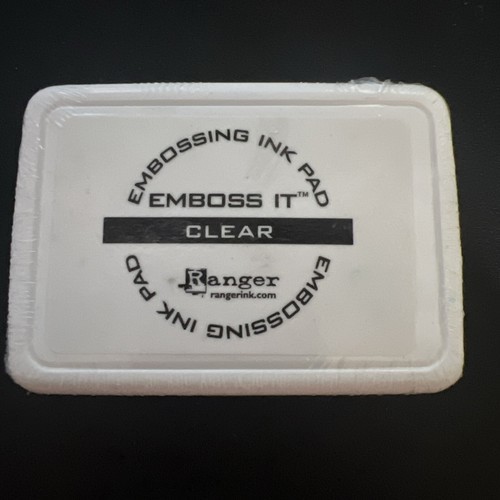 EMBOSSING INK PAD
EMBOSS IT™
CLEAR
Ranger
rangerink.com
EMBOSSING INK PAD